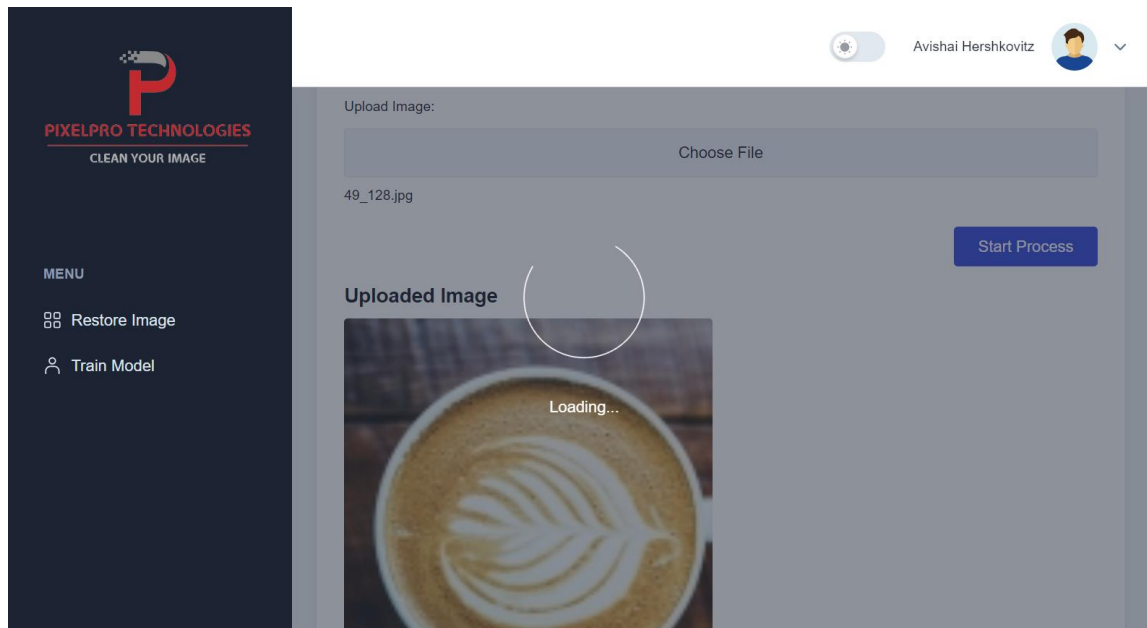 PIXELPRO TECHNOLOGIES
CLEAN YOUR IMAGE
MENU
Restore Image
Train Model
Avishai Hershkovitz
Upload Image:
Choose File
49_128.jpg
Start Process
Uploaded Image
Loading...